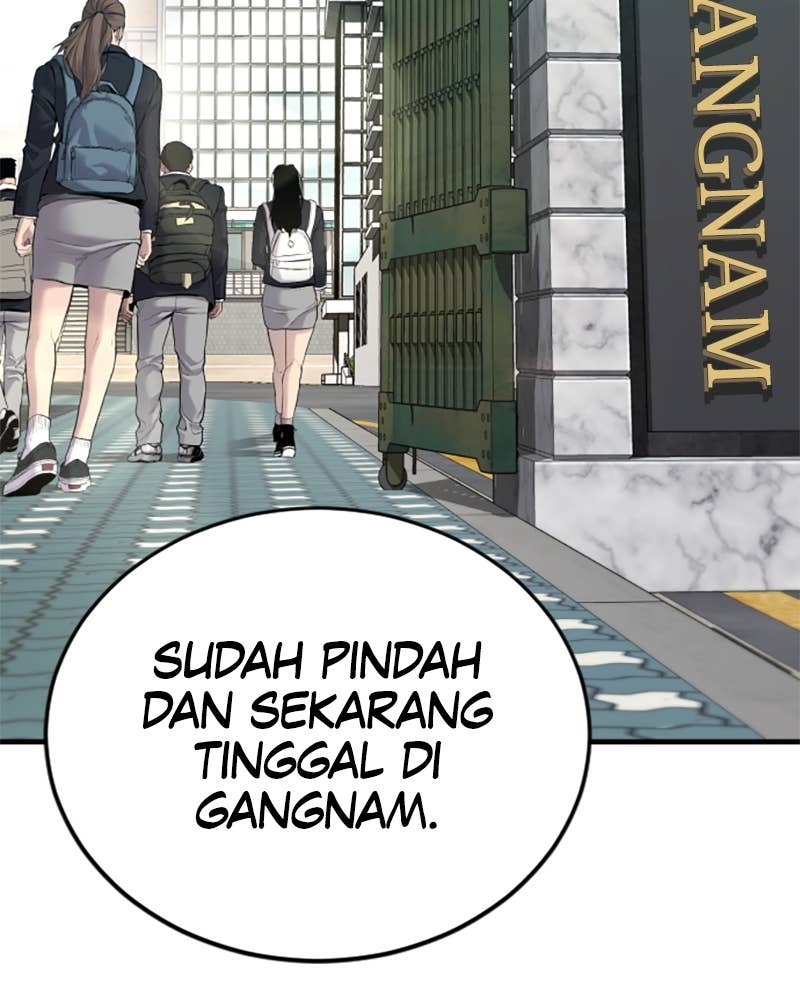 ANGNAM
SUDAH PINDAH
DAN SEKARANG
TINGGAL DI
GANGNAM.